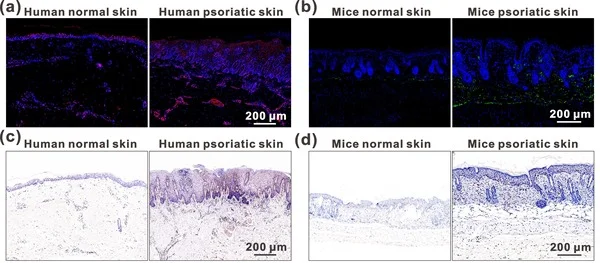 (a) Human normal skin Human psoriatic skin
200 μm
(b) Mice normal skin Mice psoriatic skin
200 μm
(c) Human normal skin Human psoriatic skin
200 μm
(d) Mice normal skin Mice psoriatic skin
200 μm